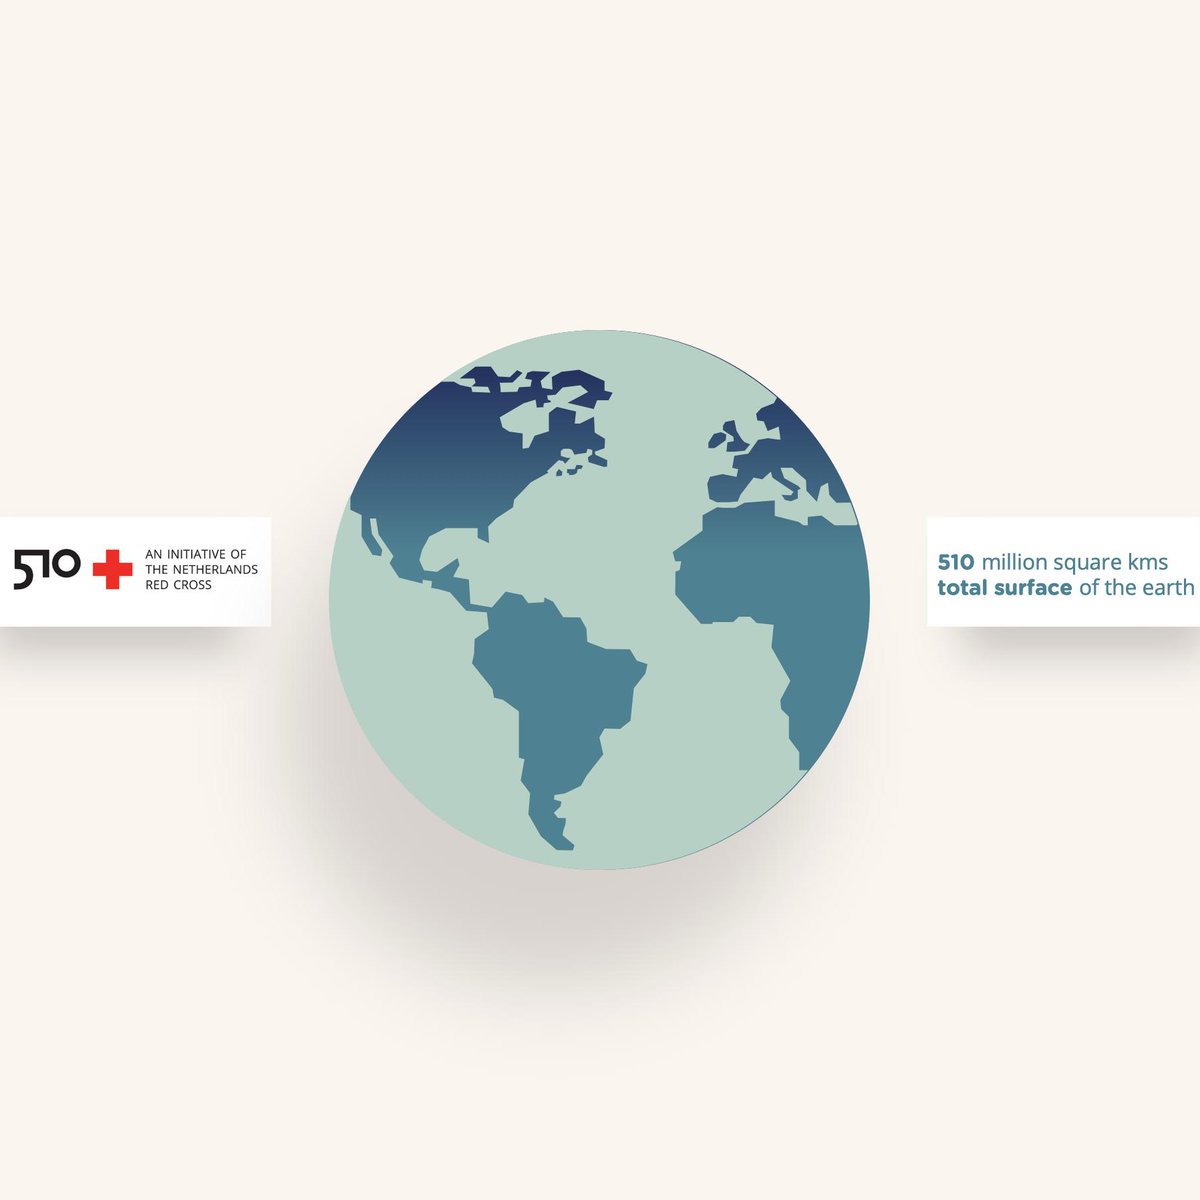 510
AN INITIATIVE OF
THE NETHERLANDS
RED CROSS
510 million square kms
total surface of the earth